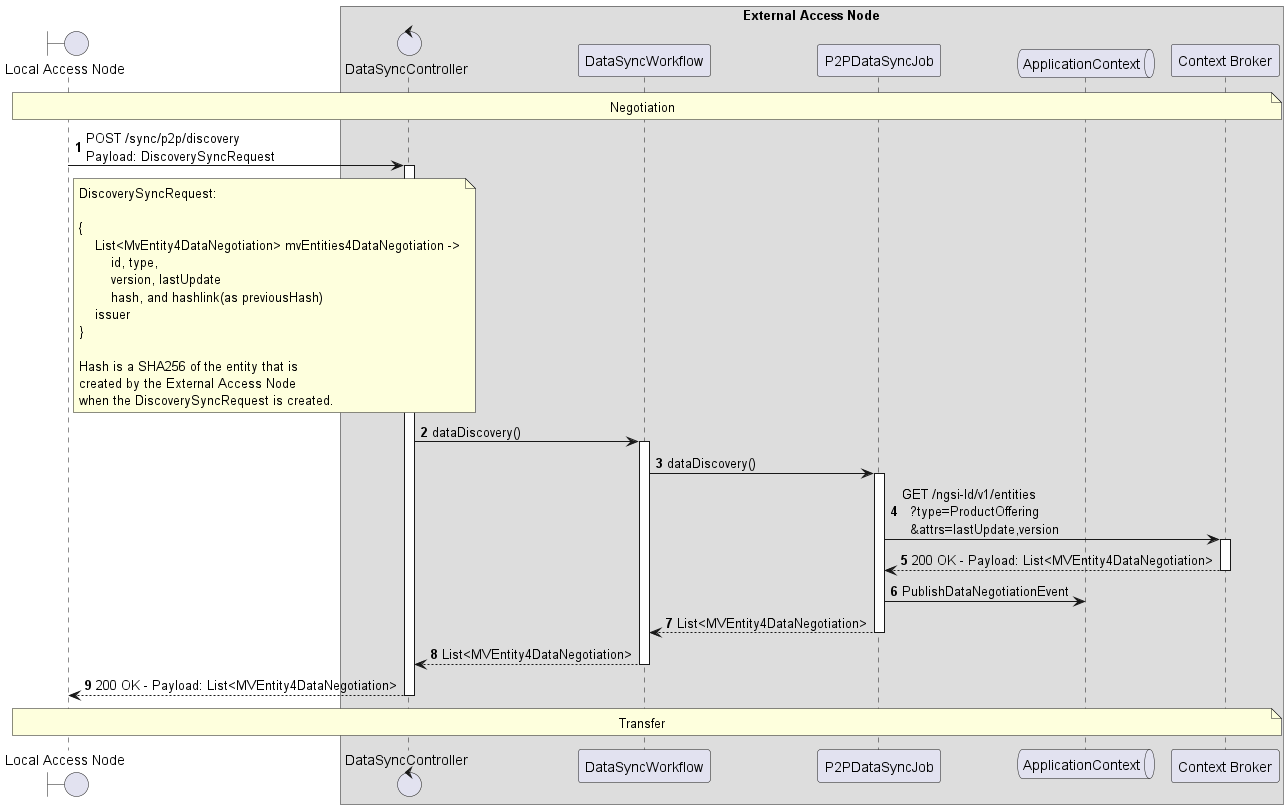 External Access Node
Local Access Node
DataSyncController
DataSyncWorkflow
P2PDataSyncJob
ApplicationContext
Context Broker
Negotiation
1 POST /sync/p2p/discovery
Payload: DiscoverySyncRequest
DiscoverySyncRequest:
{
List<MvEntity4DataNegotiation> mvEntities4DataNegotiation ->
id, type,
version, lastUpdate
hash, and hashlink(as previousHash)
issuer
}
Hash is a SHA256 of the entity that is
created by the External Access Node
when the DiscoverySyncRequest is created.
2 dataDiscovery()
3 dataDiscovery()
4 GET /ngsi-ld/v1/entities
?type=ProductOffering
&attrs=lastUpdate,version
5 200 OK - Payload: List<MVEntity4DataNegotiation>
6 PublishDataNegotiationEvent
7 List<MVEntity4DataNegotiation>
8 List<MVEntity4DataNegotiation>
9 200 OK - Payload: List<MVEntity4DataNegotiation>
Transfer
Local Access Node
DataSyncController
DataSyncWorkflow
P2PDataSyncJob
ApplicationContext
Context Broker